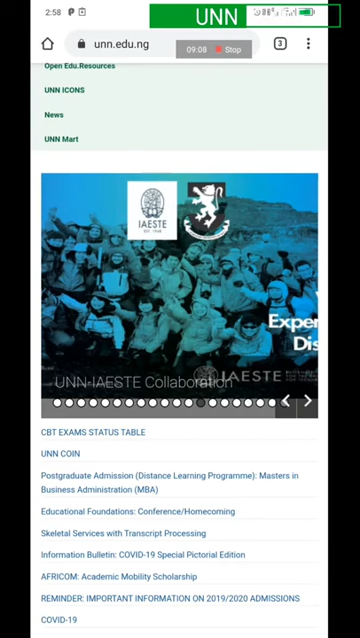 2:58
UNN
unn.edu.ng
09:08 Stop
3
Open Edu.Resources
UNN ICONS
News
UNN Mart
IAESTE
EST. 1948
Exper
Dis
UNN-IAESTE Collaboration
IAESTE
CBT EXAMS STATUS TABLE
UNN COIN
Postgraduate Admission (Distance Learning Programme): Masters in
Business Administration (MBA)
Educational Foundations: Conference/Homecoming
Skeletal Services with Transcript Processing
Information Bulletin: COVID-19 Special Pictorial Edition
AFRICOM: Academic Mobility Scholarship
REMINDER: IMPORTANT INFORMATION ON 2019/2020 ADMISSIONS
COVID-19